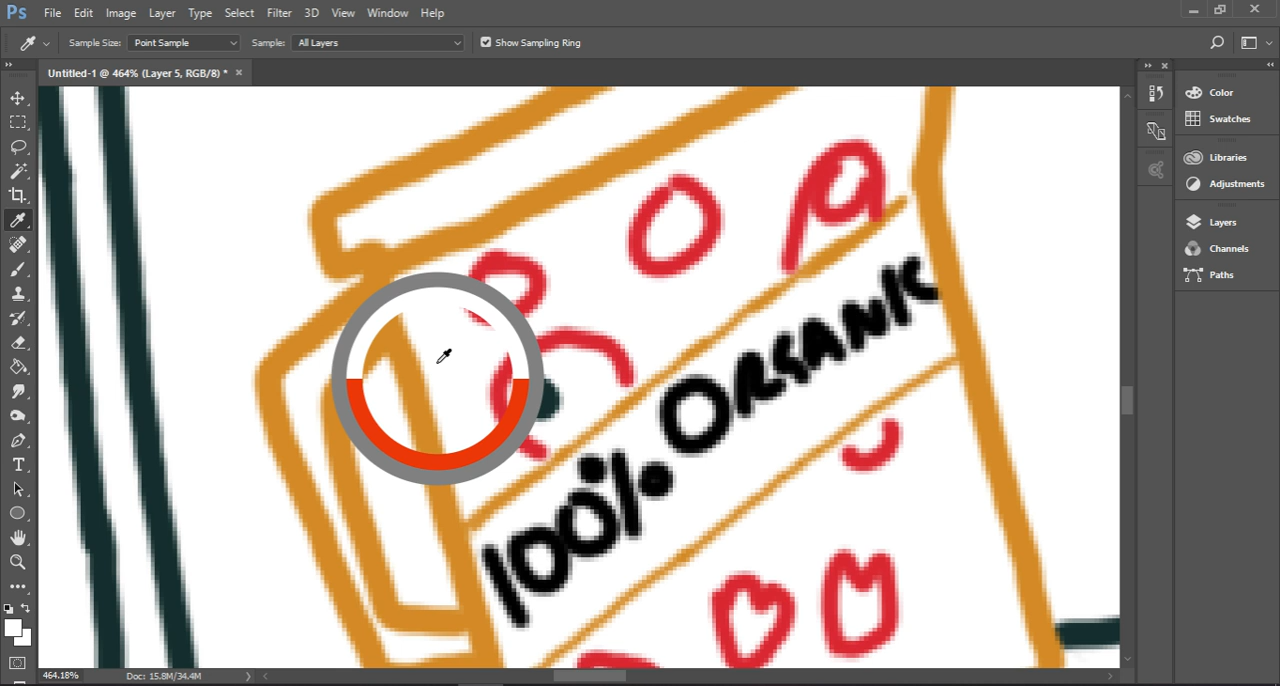 Ps File Edit Image Layer Type Select Filter 3D View Window Help
Sample Size: Point Sample Sample: All Layers Show Sampling Ring
Untitled-1 @ 464% (Layer 5, RGB/8) *
Color
Swatches
Libraries
Adjustments
Layers
Channels
Paths
100% ORGANK
464.18% Doc: 15.8M/34.4M